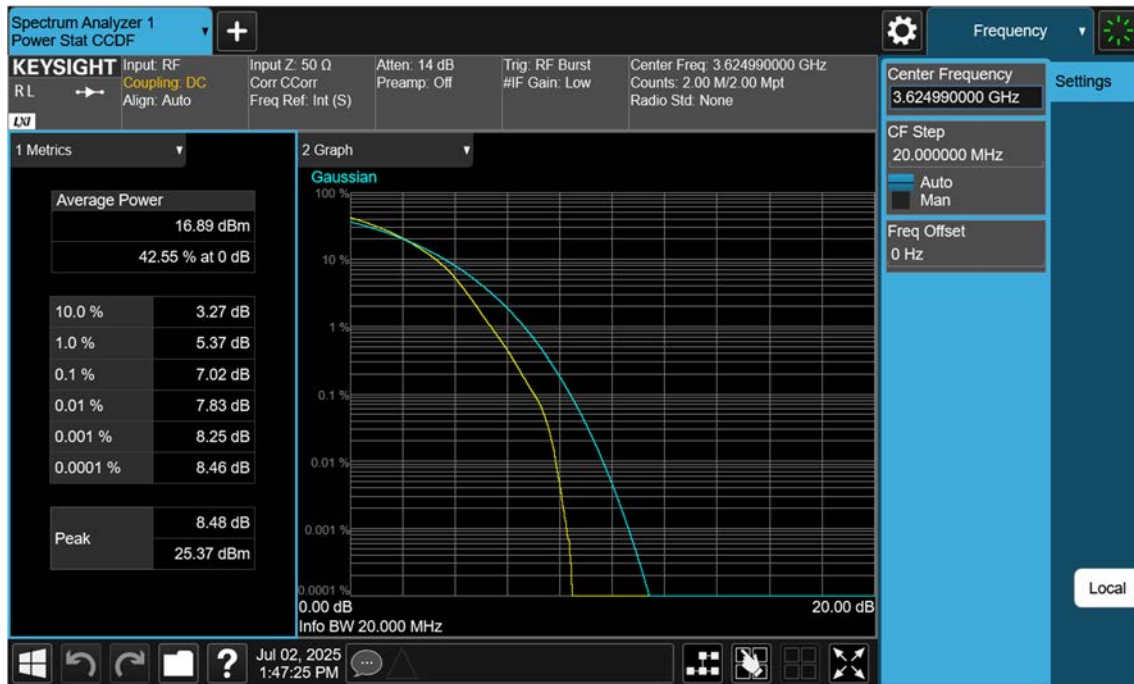 Spectrum Analyzer 1
Power Stat CCDF
Frequency
KEYSIGHT
RL
LXI
Input: RF
Coupling: DC
Align: Auto
Input Z: 50 Ω
Corr CCorr
Freq Ref: Int (S)
Atten: 14 dB
Preamp: Off
Trig: RF Burst
#IF Gain: Low
Center Freq: 3.624990000 GHz
Counts: 2.00 M/2.00 Mpt
Radio Std: None
Center Frequency
3.624990000 GHz
Settings
CF Step
20.000000 MHz
Auto
Man
Freq Offset
0 Hz
1 Metrics
Average Power
16.89 dBm
42.55 % at 0 dB
10.0 % 3.27 dB
1.0 % 5.37 dB
0.1 % 7.02 dB
0.01 % 7.83 dB
0.001 % 8.25 dB
0.0001 % 8.46 dB
Peak
8.48 dB
25.37 dBm
2 Graph
Gaussian
100 %
10 %
1 %
0.1 %
0.01 %
0.001 %
0.0001 %
0.00 dB 20.00 dB
Info BW 20.000 MHz
Local
?
Jul 02, 2025
1:47:25 PM